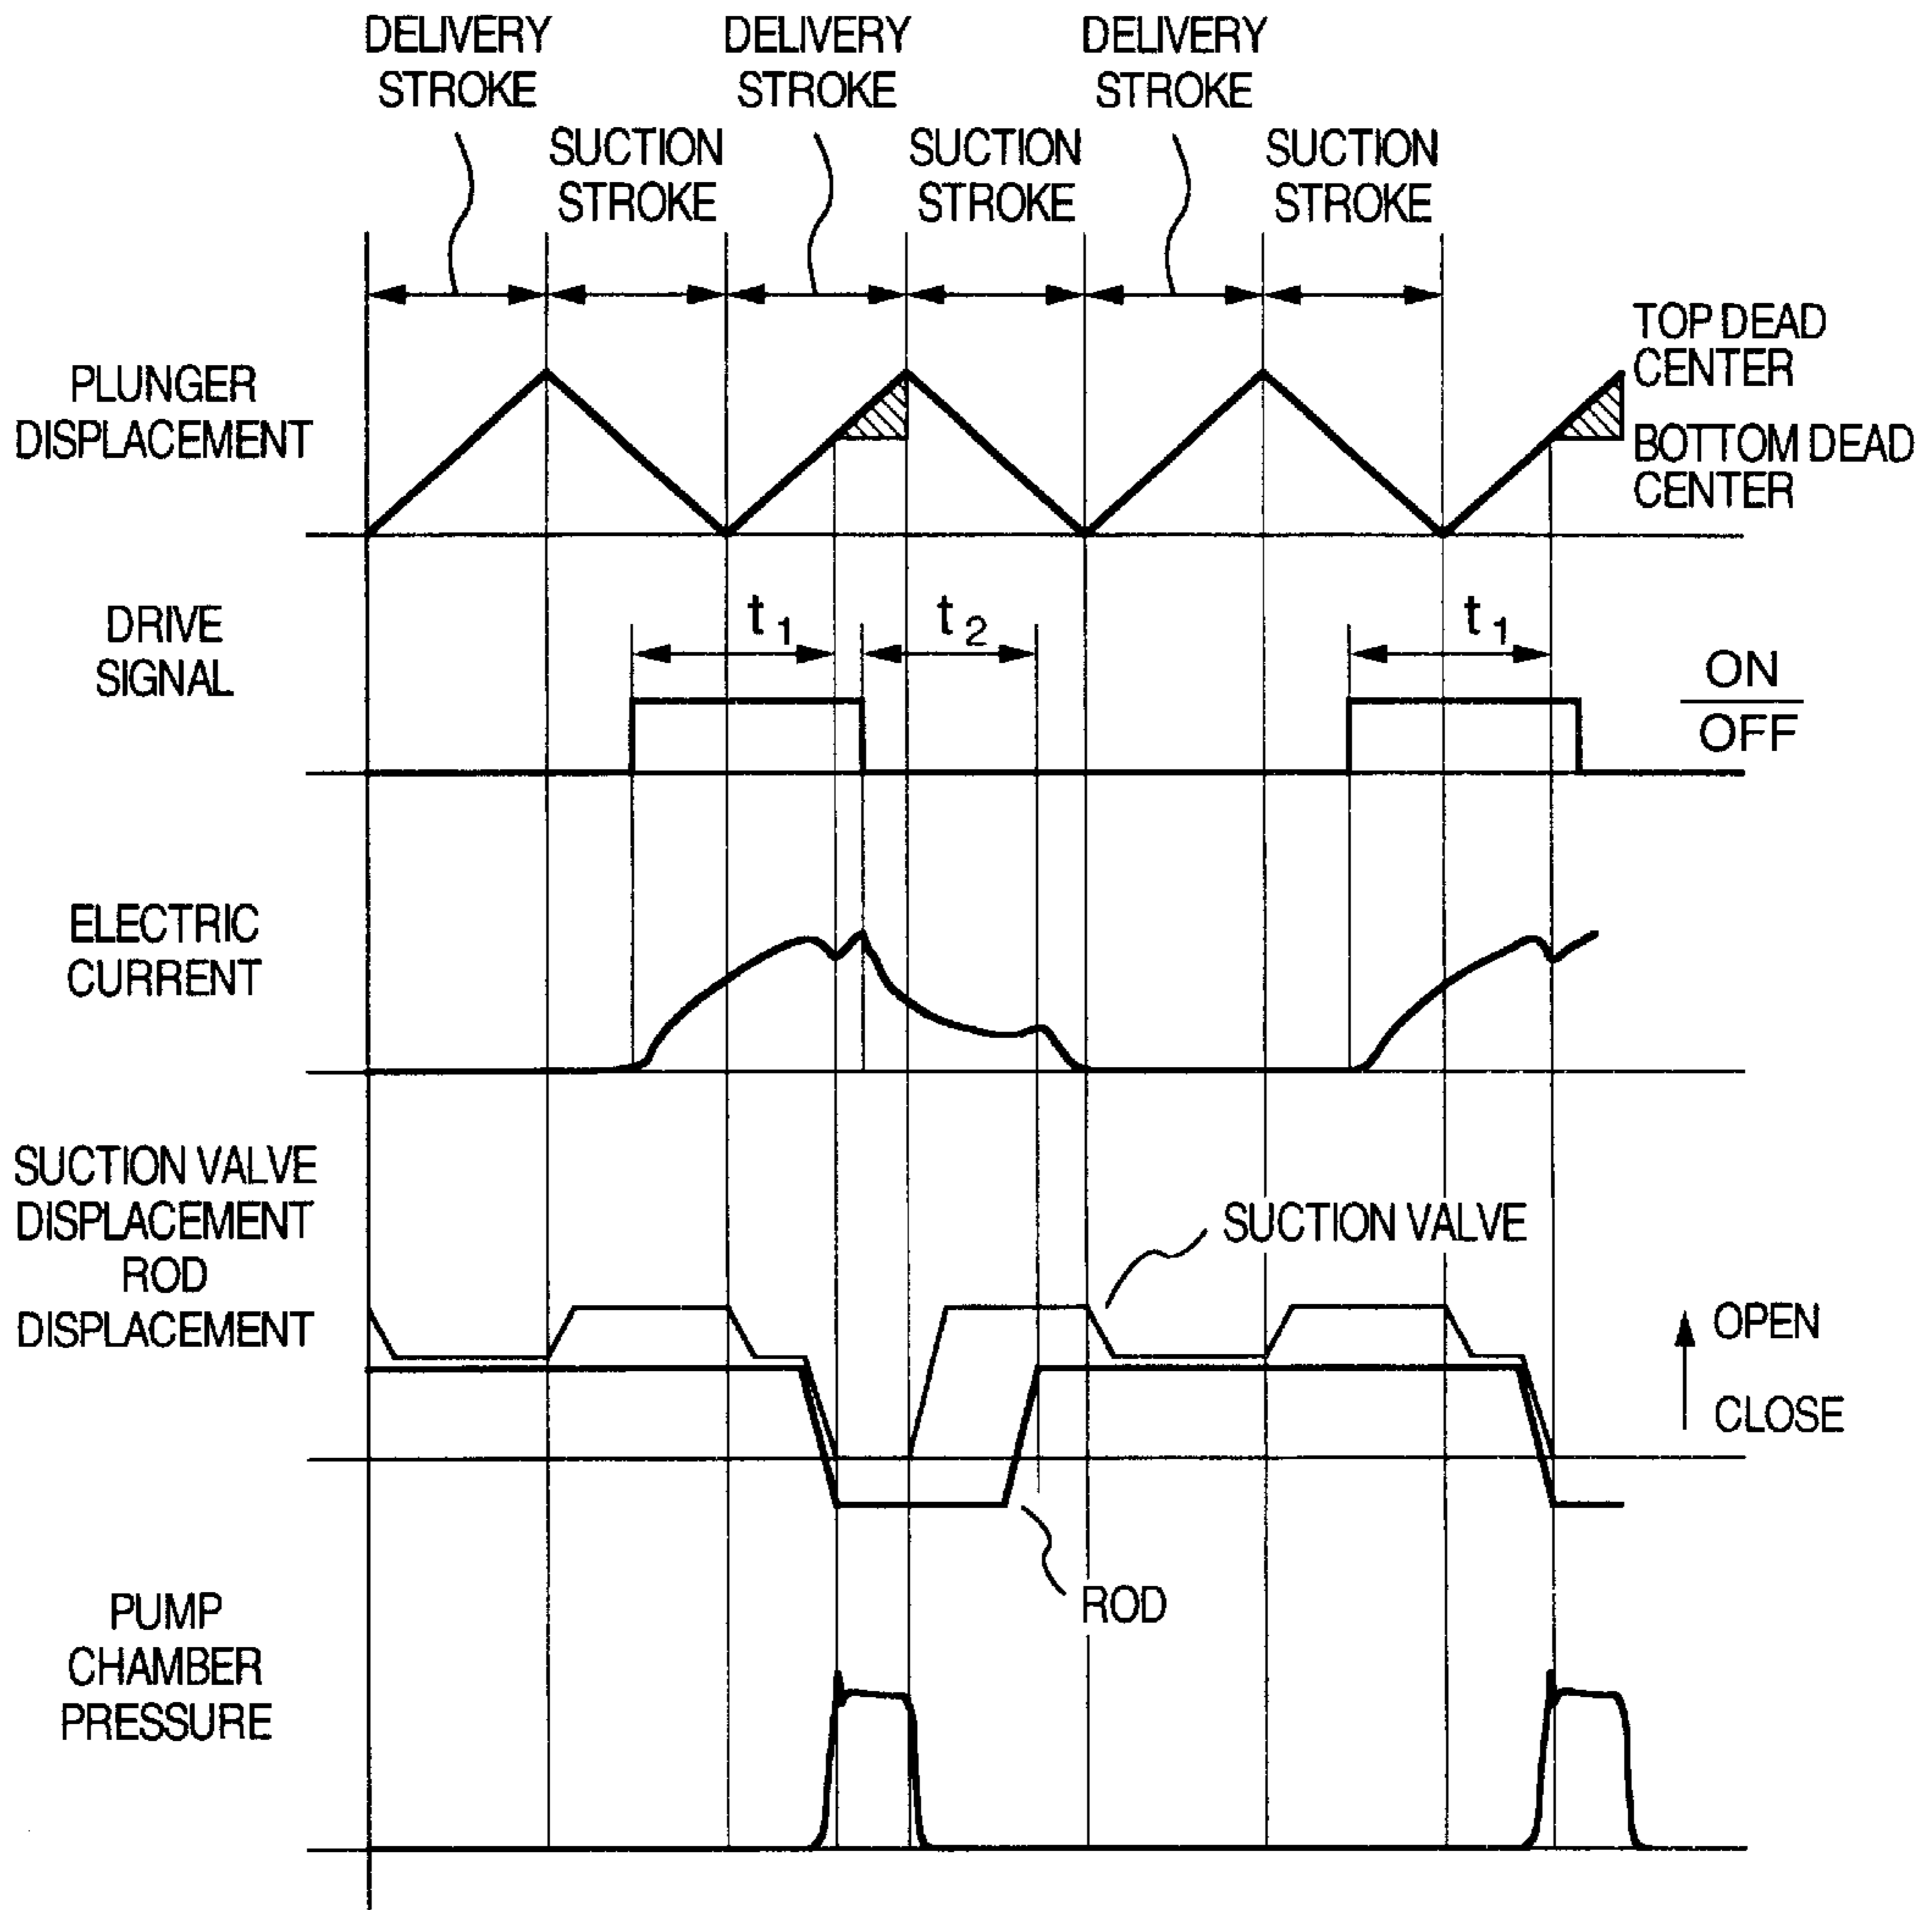 DELIVERY
STROKE
DELIVERY
STROKE
DELIVERY
STROKE
SUCTION
STROKE
SUCTION
STROKE
SUCTION
STROKE
PLUNGER
DISPLACEMENT
TOP DEAD
CENTER
BOTTOM DEAD
CENTER
DRIVE
SIGNAL
t1
t2
t1
ON
OFF
ELECTRIC
CURRENT
SUCTION VALVE
DISPLACEMENT
ROD
DISPLACEMENT
SUCTION VALVE
OPEN
CLOSE
ROD
PUMP
CHAMBER
PRESSURE